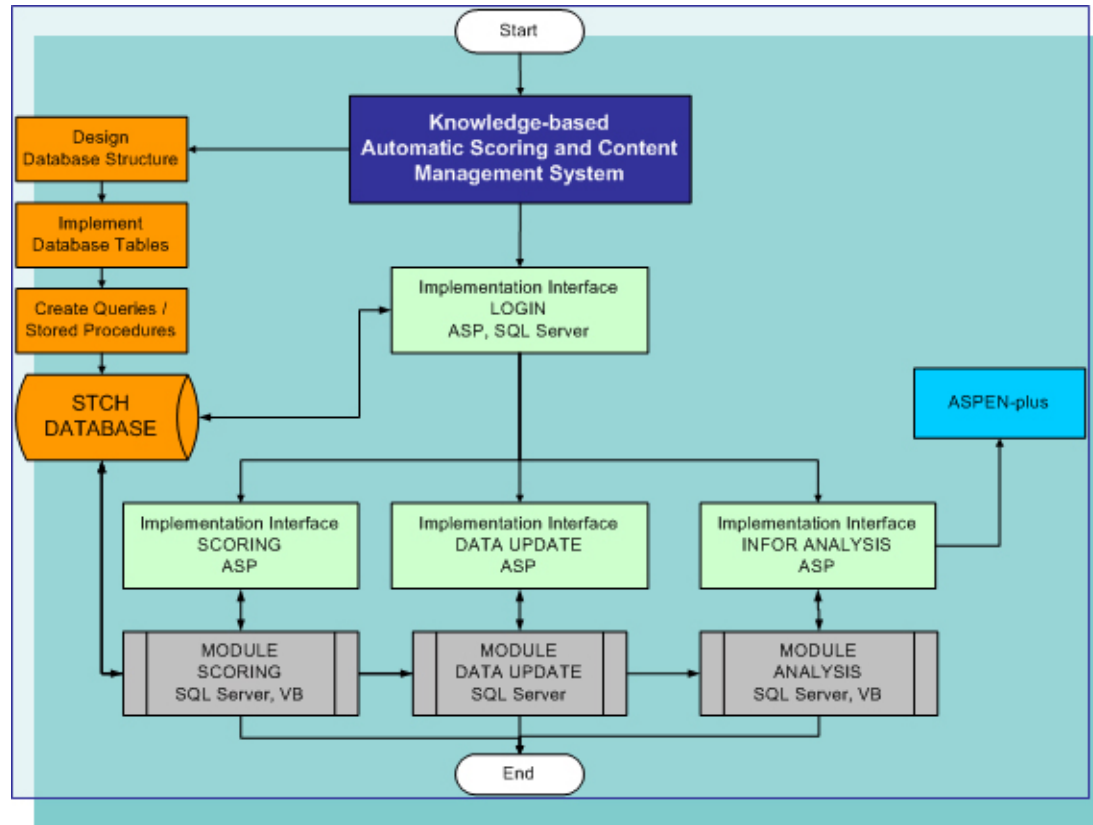 Start
Knowledge-based
Automatic Scoring and Content
Management System
Design
Database Structure
Implement
Database Tables
Create Queries /
Stored Procedures
STCH
DATABASE
Implementation Interface
LOGIN
ASP, SQL Server
ASPEN-plus
Implementation Interface
SCORING
ASP
Implementation Interface
DATA UPDATE
ASP
Implementation Interface
INFOR ANALYSIS
ASP
MODULE
SCORING
SQL Server, VB
MODULE
DATA UPDATE
SQL Server
MODULE
ANALYSIS
SQL Server, VB
End